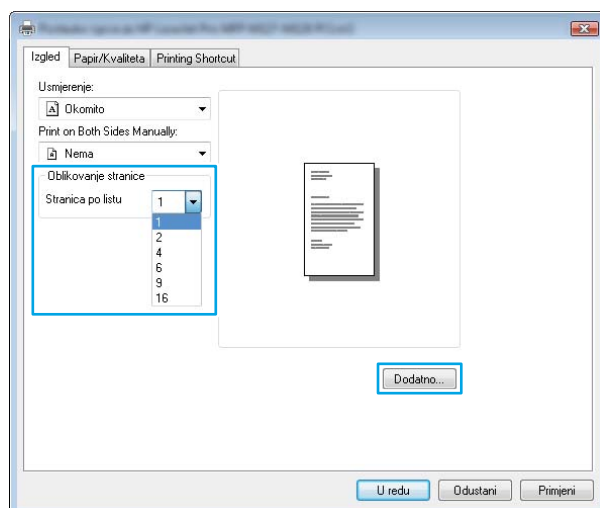 Izgled Papir/Kvaliteta Printing Shortcut
Usmjerenje:
A Okomito
Print on Both Sides Manually:
Nema
Oblikovanje stranice
Stranica po listu 1
1
2
4
6
9
16
Dodatno...
U redu Odustani Primjeni